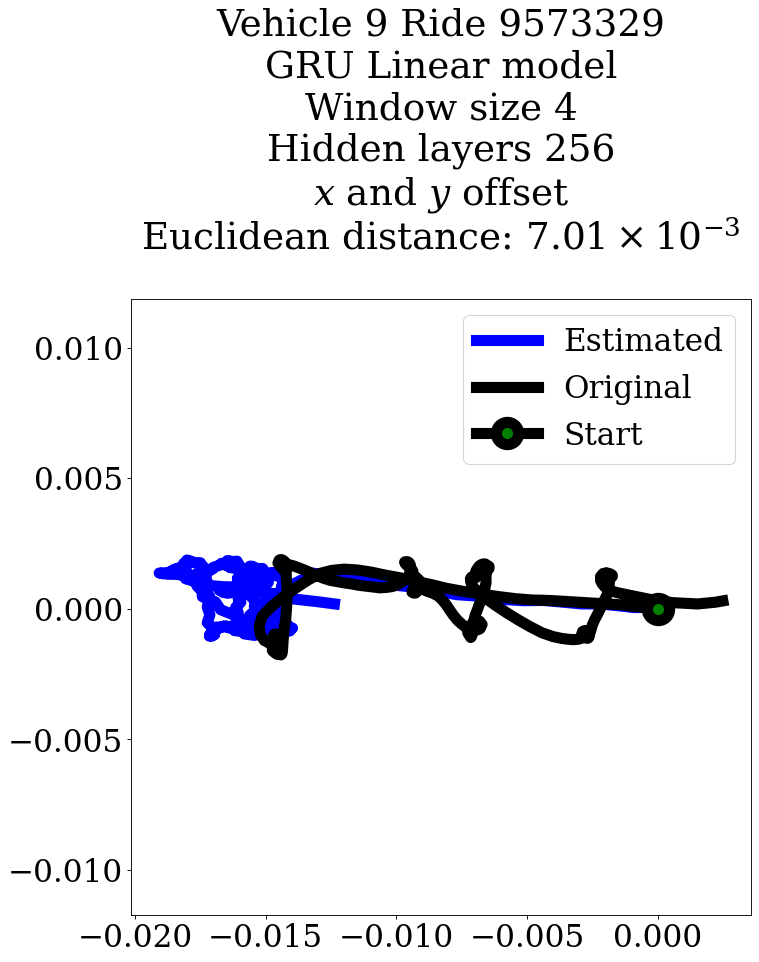 Vehicle 9 Ride 9573329
GRU Linear model
Window size 4
Hidden layers 256
x and y offset
Euclidean distance: 7.01 × 10⁻³
Estimated
Original
Start
0.010
0.005
0.000
−0.005
−0.010
−0.020 −0.015 −0.010 −0.005 0.000